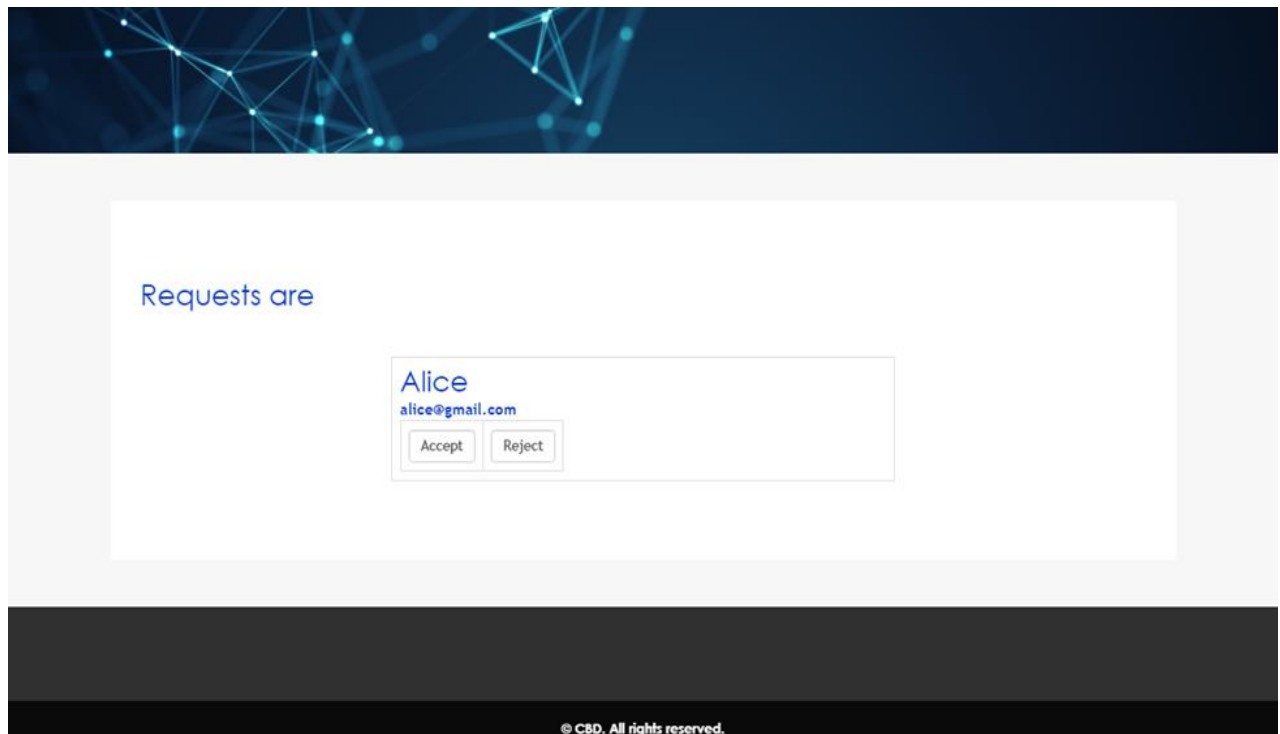 Requests are
Alice
alice@gmail.com
Accept Reject
© CBD. All rights reserved.